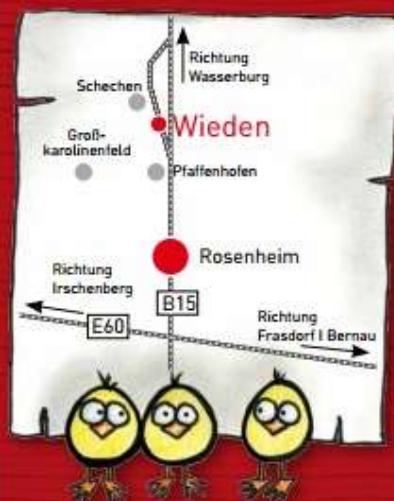 Richtung
Wasserburg
Schechen
Wieden
Groß-
karolinenfeld
Pfaffenhofen
Rosenheim
Richtung
Irschenberg
B15
E60
Richtung
Frasdorf | Bernau